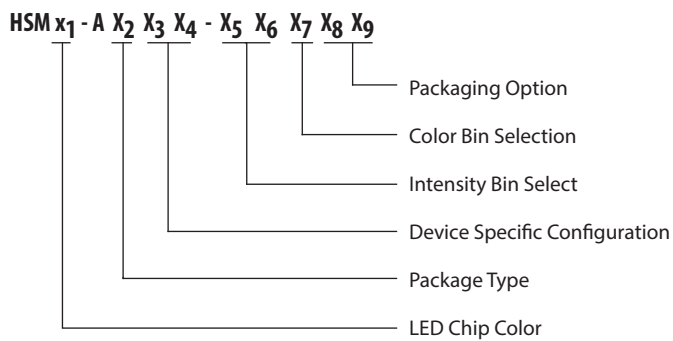 HSM x1 - A X2 X3 X4 - X5 X6 X7 X8 X9
Packaging Option
Color Bin Selection
Intensity Bin Select
Device Specific Configuration
Package Type
LED Chip Color